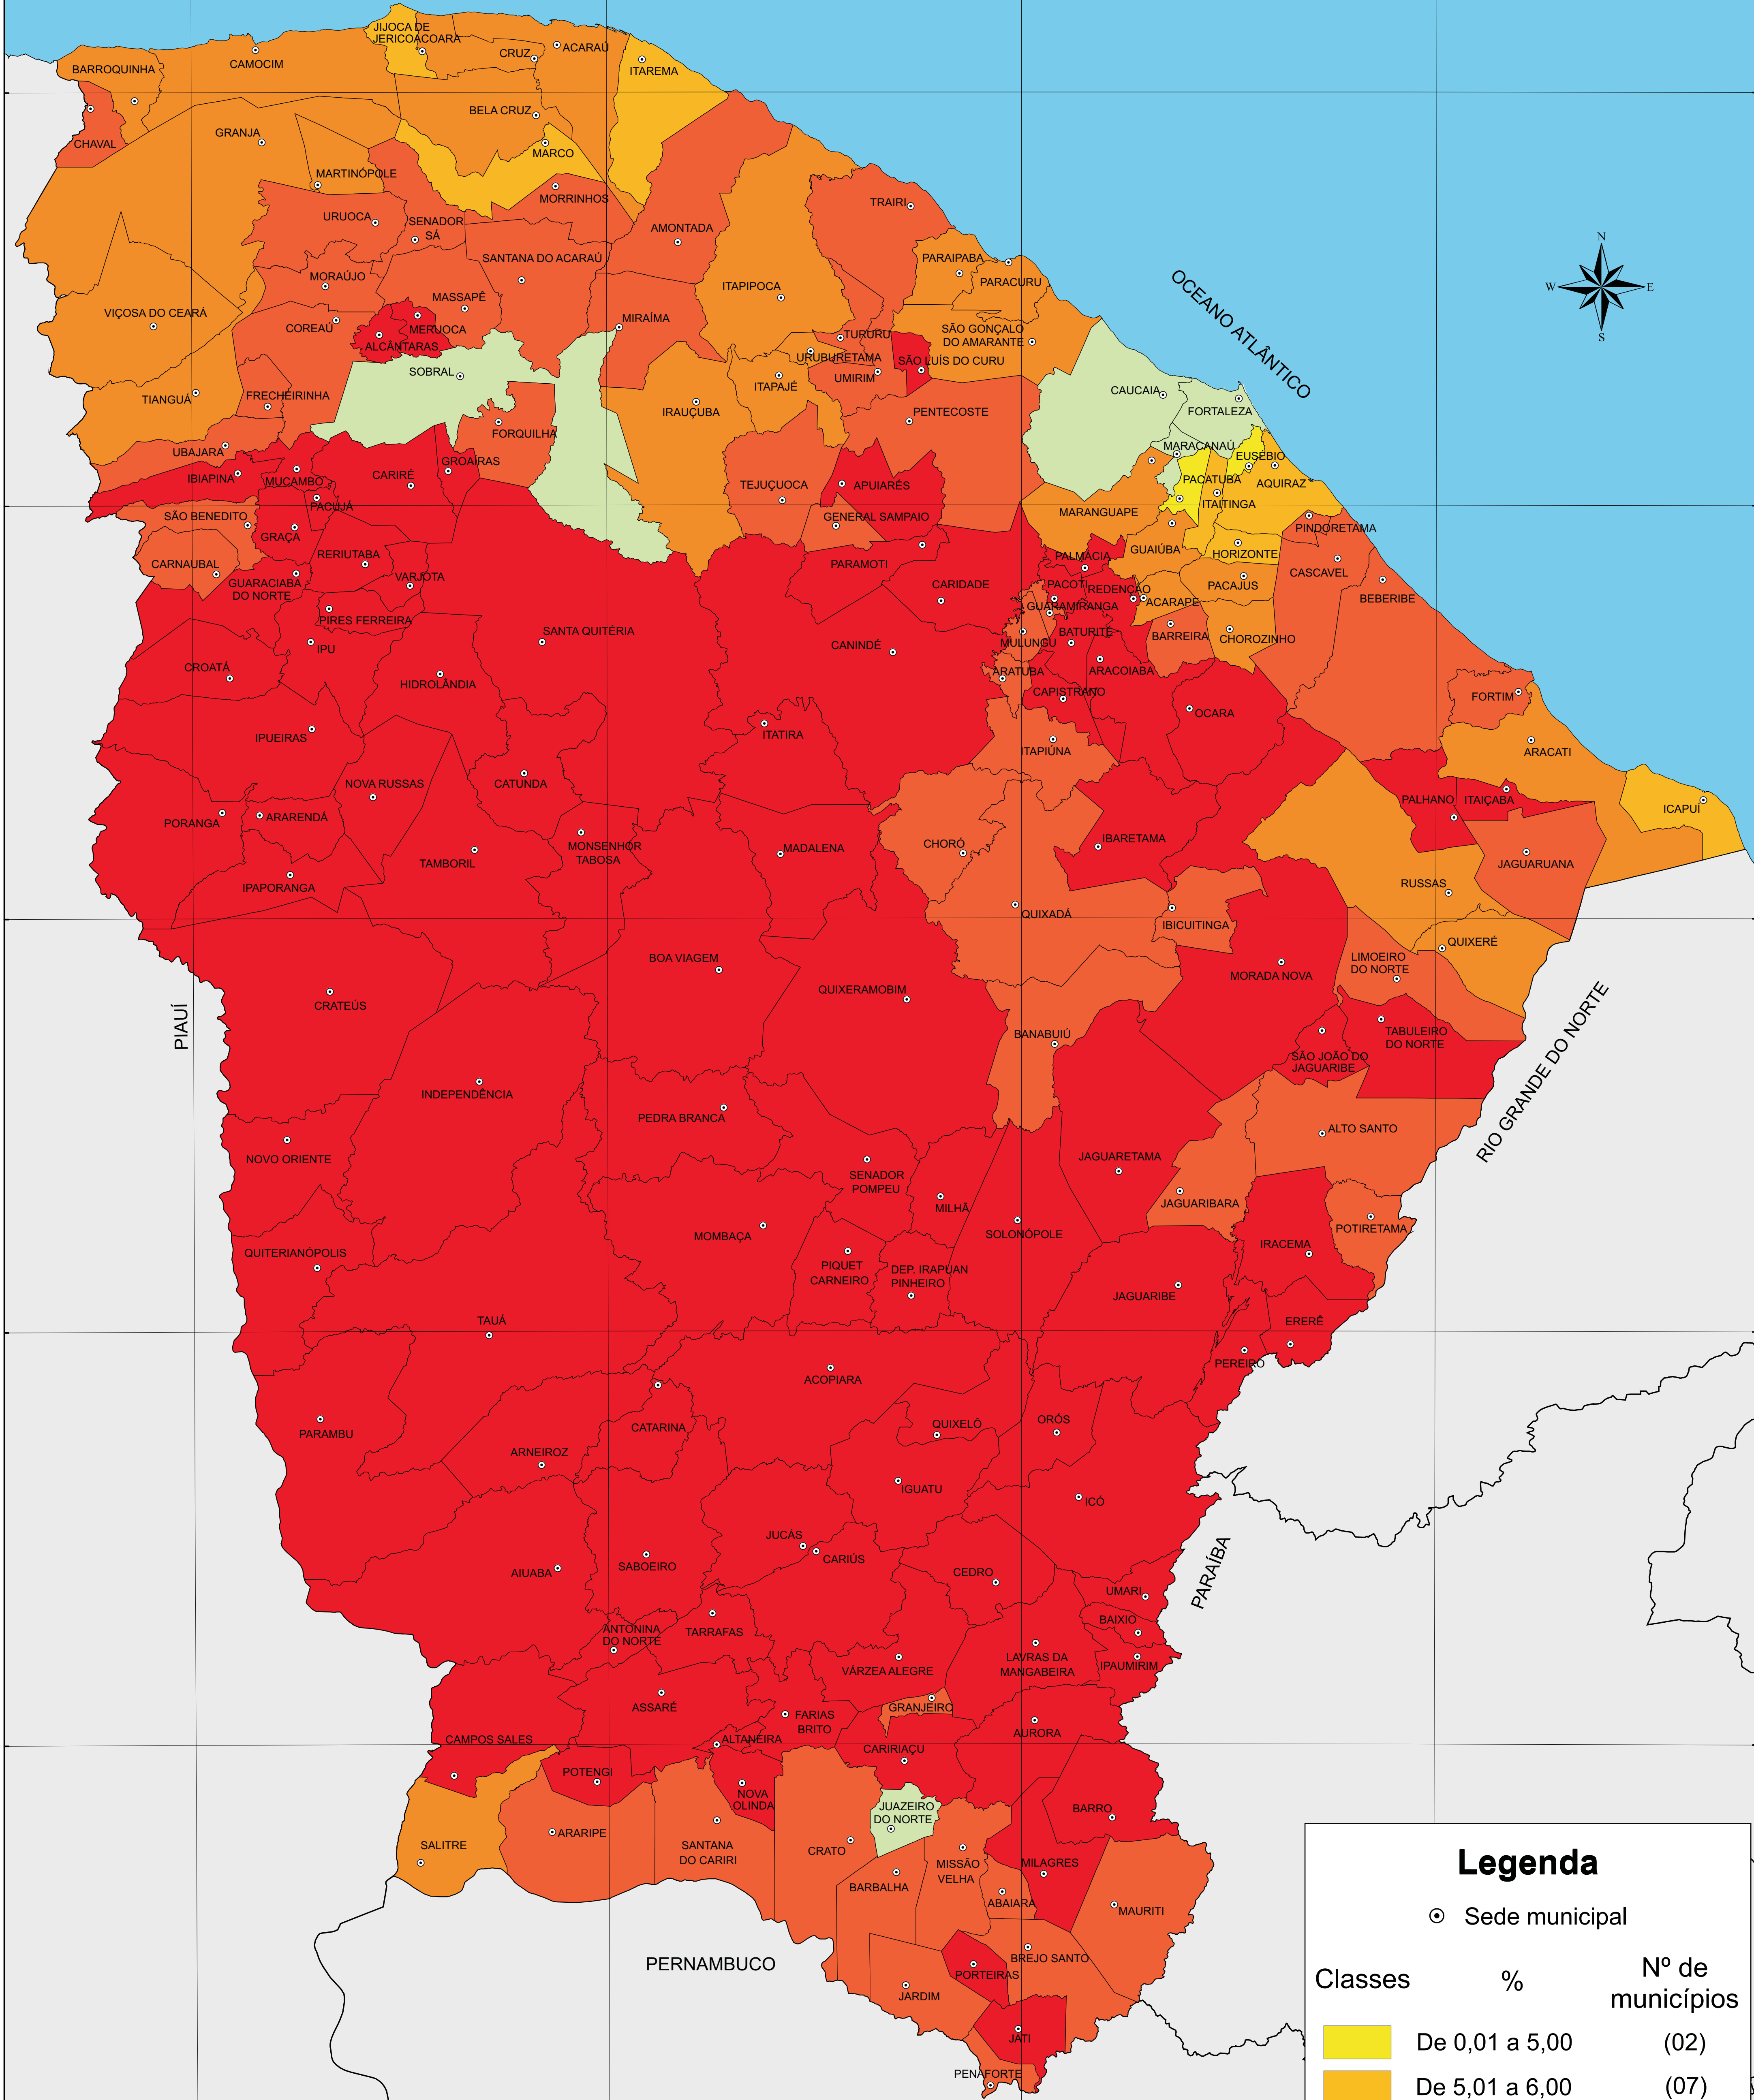 JIJOCA DE
JERICOACOARA
CRUZ
ACARAÚ
BARROQUINHA
CAMOCIM
ITAREMA
BELA CRUZ
GRANJA
CHAVAL
MARCO
MARTINÓPOLE
MORRINHOS
TRAIRI
URUOCA
SENADOR
SÁ
AMONTADA
N
W
E
S
SANTANA DO ACARAÚ
PARAIPABA
MORAÚJO
PARACURU
ITAPIPOCA
OCEANO ATLÂNTICO
MASSAPÊ
VIÇOSA DO CEARÁ
MIRAÍMA
COREAÚ
MERUOCA
SÃO GONÇALO
DO AMARANTE
TURURU
ALCÂNTARAS
URUBURETAMA
SÃO LUÍS DO CURU
SOBRAL
UMIRIM
ITAPAJÉ
CAUCAIA
FRECHEIRINHA
TIANGUÁ
IRAUÇUBA
PENTECOSTE
FORTALEZA
FORQUILHA
MARACANAÚ
UBAJARA
EUSÉBIO
GROAÍRAS
CARIRÉ
IBIAPINA
MUCAMBO
PACATUBA
AQUIRAZ
TEJUÇUOCA
APUIARÉS
PACUJÁ
ITAITINGA
MARANGUAPE
SÃO BENEDITO
GENERAL SAMPAIO
PINDORETAMA
GRAÇA
GUAIÚBA
HORIZONTE
RERIUTABA
PALMÁCIA
CARNAUBAL
PARAMOTI
CASCAVEL
VARJOTA
GUARACIABA
DO NORTE
CARIDADE
PACOTI
REDENÇÃO
PACAJUS
BEBERIBE
ACARAPE
GUARAMIRANGA
PIRES FERREIRA
SANTA QUITÉRIA
BATURITÉ
BARREIRA
CHOROZINHO
MULUNGU
IPU
CANINDÉ
CROATÁ
ARATUBA
ARACOIABA
HIDROLÂNDIA
CAPISTRANO
FORTIM
OCARA
IPUEIRAS
ITATIRA
ITAPIÚNA
ARACATI
NOVA RUSSAS
CATUNDA
PALHANO
ITAIÇABA
ICAPUÍ
PORANGA
ARARENDÁ
IBARETAMA
CHORÓ
MONSENHOR
TABOSA
MADALENA
TAMBORIL
JAGUARUANA
IPAPORANGA
RUSSAS
QUIXADÁ
IBICUITINGA
QUIXERÉ
BOA VIAGEM
LIMOEIRO
DO NORTE
MORADA NOVA
QUIXERAMOBIM
CRATEÚS
PIAUÍ
BANABUIÚ
TABULEIRO
DO NORTE
RIO GRANDE DO NORTE
SÃO JOÃO DO
JAGUARIBE
INDEPENDÊNCIA
PEDRA BRANCA
ALTO SANTO
NOVO ORIENTE
JAGUARETAMA
SENADOR
POMPEU
JAGUARIBARA
MILHÃ
POTIRETAMA
MOMBAÇA
SOLONÓPOLE
IRACEMA
QUITERIANÓPOLIS
PIQUET
CARNEIRO
DEP. IRAPUAN
PINHEIRO
JAGUARIBE
TAUÁ
ERERÊ
PEREIRO
ACOPIARA
QUIXELÔ
ORÓS
CATARINA
PARAMBU
ARNEIROZ
IGUATU
ICÓ
JUCÁS
CARIÚS
SABOEIRO
AIUABA
CEDRO
PARAÍBA
UMARI
BAIXIO
ANTONINA
DO NORTE
TARRAFAS
LAVRAS DA
MANGABEIRA
IPAUMIRIM
VÁRZEA ALEGRE
ASSARÉ
GRANJEIRO
FARIAS
BRITO
AURORA
CAMPOS SALES
ALTANEIRA
CARIRIAÇU
POTENGI
NOVA
OLINDA
JUAZEIRO
DO NORTE
BARRO
ARARIPE
SALITRE
SANTANA
DO CARIRI
CRATO
MISSÃO
VELHA
MILAGRES
BARBALHA
ABAIARA
MAURITI
BREJO SANTO
PERNAMBUCO
PORTEIRAS
JARDIM
JATI
PENAFORTE
Legenda
Sede municipal
Classes % Nº de
municípios
De 0,01 a 5,00 (02)
De 5,01 a 6,00 (07)